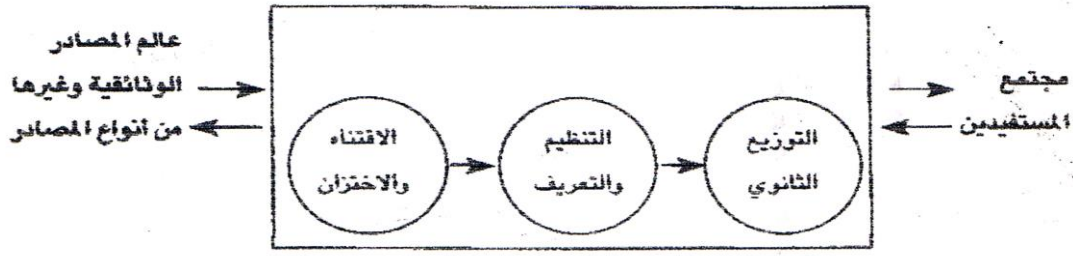 عالم المصادر
الوثائقية وغيرها
من أنواع المصادر
الاقتناء
والاختزان
التنظيم
والتعريف
التوزيع
الثانوي
مجتمع
المستفيدين